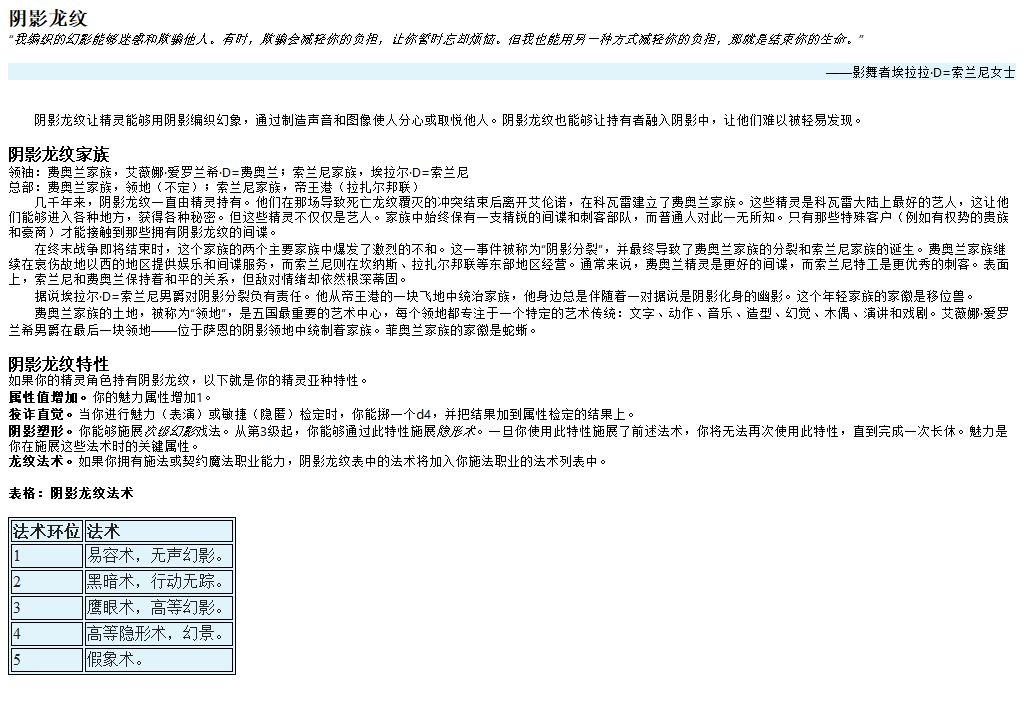 阴影龙纹
“我编织的幻影能够迷惑和欺骗他人。有时，欺骗会减轻你的负担，让你暂时忘却烦恼。但我也能用另一种方式减轻你的负担，那就是结束你的生命。”
——影舞者埃拉拉·D=索兰尼女士
阴影龙纹让精灵能够用阴影编织幻象，通过制造声音和图像使人分心或取悦他人。阴影龙纹也能够让持有者融入阴影中，让他们难以被轻易发现。
阴影龙纹家族
领袖：费奥兰家族，艾薇娜·爱罗兰希·D=费奥兰；索兰尼家族，埃拉尔·D=索兰尼
总部：费奥兰家族，领地（不定）；索兰尼家族，帝王港（拉扎尔邦联）
几千年来，阴影龙纹一直由精灵持有。他们在那场导致死亡龙纹覆灭的冲突结束后离开艾伦诺，在科瓦雷建立了费奥兰家族。这些精灵是科瓦雷大陆上最好的艺人，这让他
们能够进入各种地方，获得各种秘密。但这些精灵不仅仅是艺人。家族中始终保有一支精锐的间谍和刺客部队，而普通人对此一无所知。只有那些特殊客户（例如有权势的贵族
和豪商）才能接触到那些拥有阴影龙纹的间谍。
在终末战争即将结束时，这个家族的两个主要家族中爆发了激烈的不和。这一事件被称为“阴影分裂”，并最终导致了费奥兰家族的分裂和索兰尼家族的诞生。费奥兰家族继
续在哀伤故地以西的地区提供娱乐和间谍服务，而索兰尼则在坎纳斯、拉扎尔邦联等东部地区经营。通常来说，费奥兰精灵是更好的间谍，而索兰尼特工是更优秀的刺客。表面
上，索兰尼和费奥兰保持着和平的关系，但敌对情绪却依然根深蒂固。
据说埃拉尔·D=索兰尼男爵对阴影分裂负有责任。他从帝王港的一块飞地中统治家族，他身边总是伴随着一对据说是阴影化身的幽影。这个年轻家族的家徽是移位兽。
费奥兰家族的土地，被称为“领地”，是五国最重要的艺术中心，每个领地都专注于一个特定的艺术传统：文字、动作、音乐、造型、幻觉、木偶、演讲和戏剧。艾薇娜·爱罗
兰希男爵在最后一块领地——位于萨恩的阴影领地中统制着家族。菲奥兰家族的家徽是蛇蜥。
阴影龙纹特性
如果你的精灵角色持有阴影龙纹，以下就是你的精灵亚种特性。
属性值增加。你的魅力属性增加1。
狡诈直觉。当你进行魅力（表演）或敏捷（隐匿）检定时，你能掷一个d4，并把结果加到属性检定的结果上。
阴影塑形。你能够施展次级幻影戏法。从第3级起，你能够通过此特性施展隐形术。一旦你使用此特性施展了前述法术，你将无法再次使用此特性，直到完成一次长休。魅力是
你在施展这些法术时的关键属性。
龙纹法术。如果你拥有施法或契约魔法职业能力，阴影龙纹表中的法术将加入你施法职业的法术列表中。
表格：阴影龙纹法术
法术环位 法术
1 易容术，无声幻影。
2 黑暗术，行动无踪。
3 鹰眼术，高等幻影。
4 高等隐形术，幻景。
5 假象术。